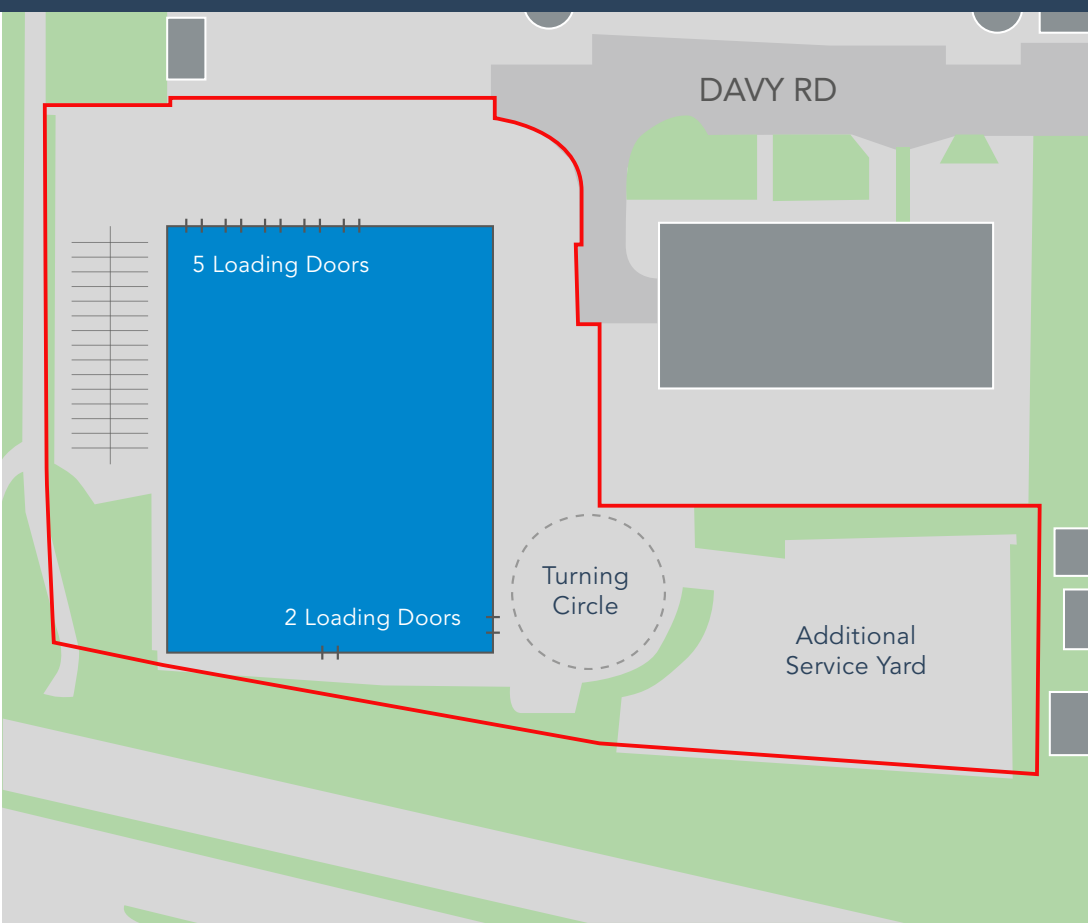 DAVY RD
5 Loading Doors
Turning
Circle
2 Loading Doors
Additional
Service Yard